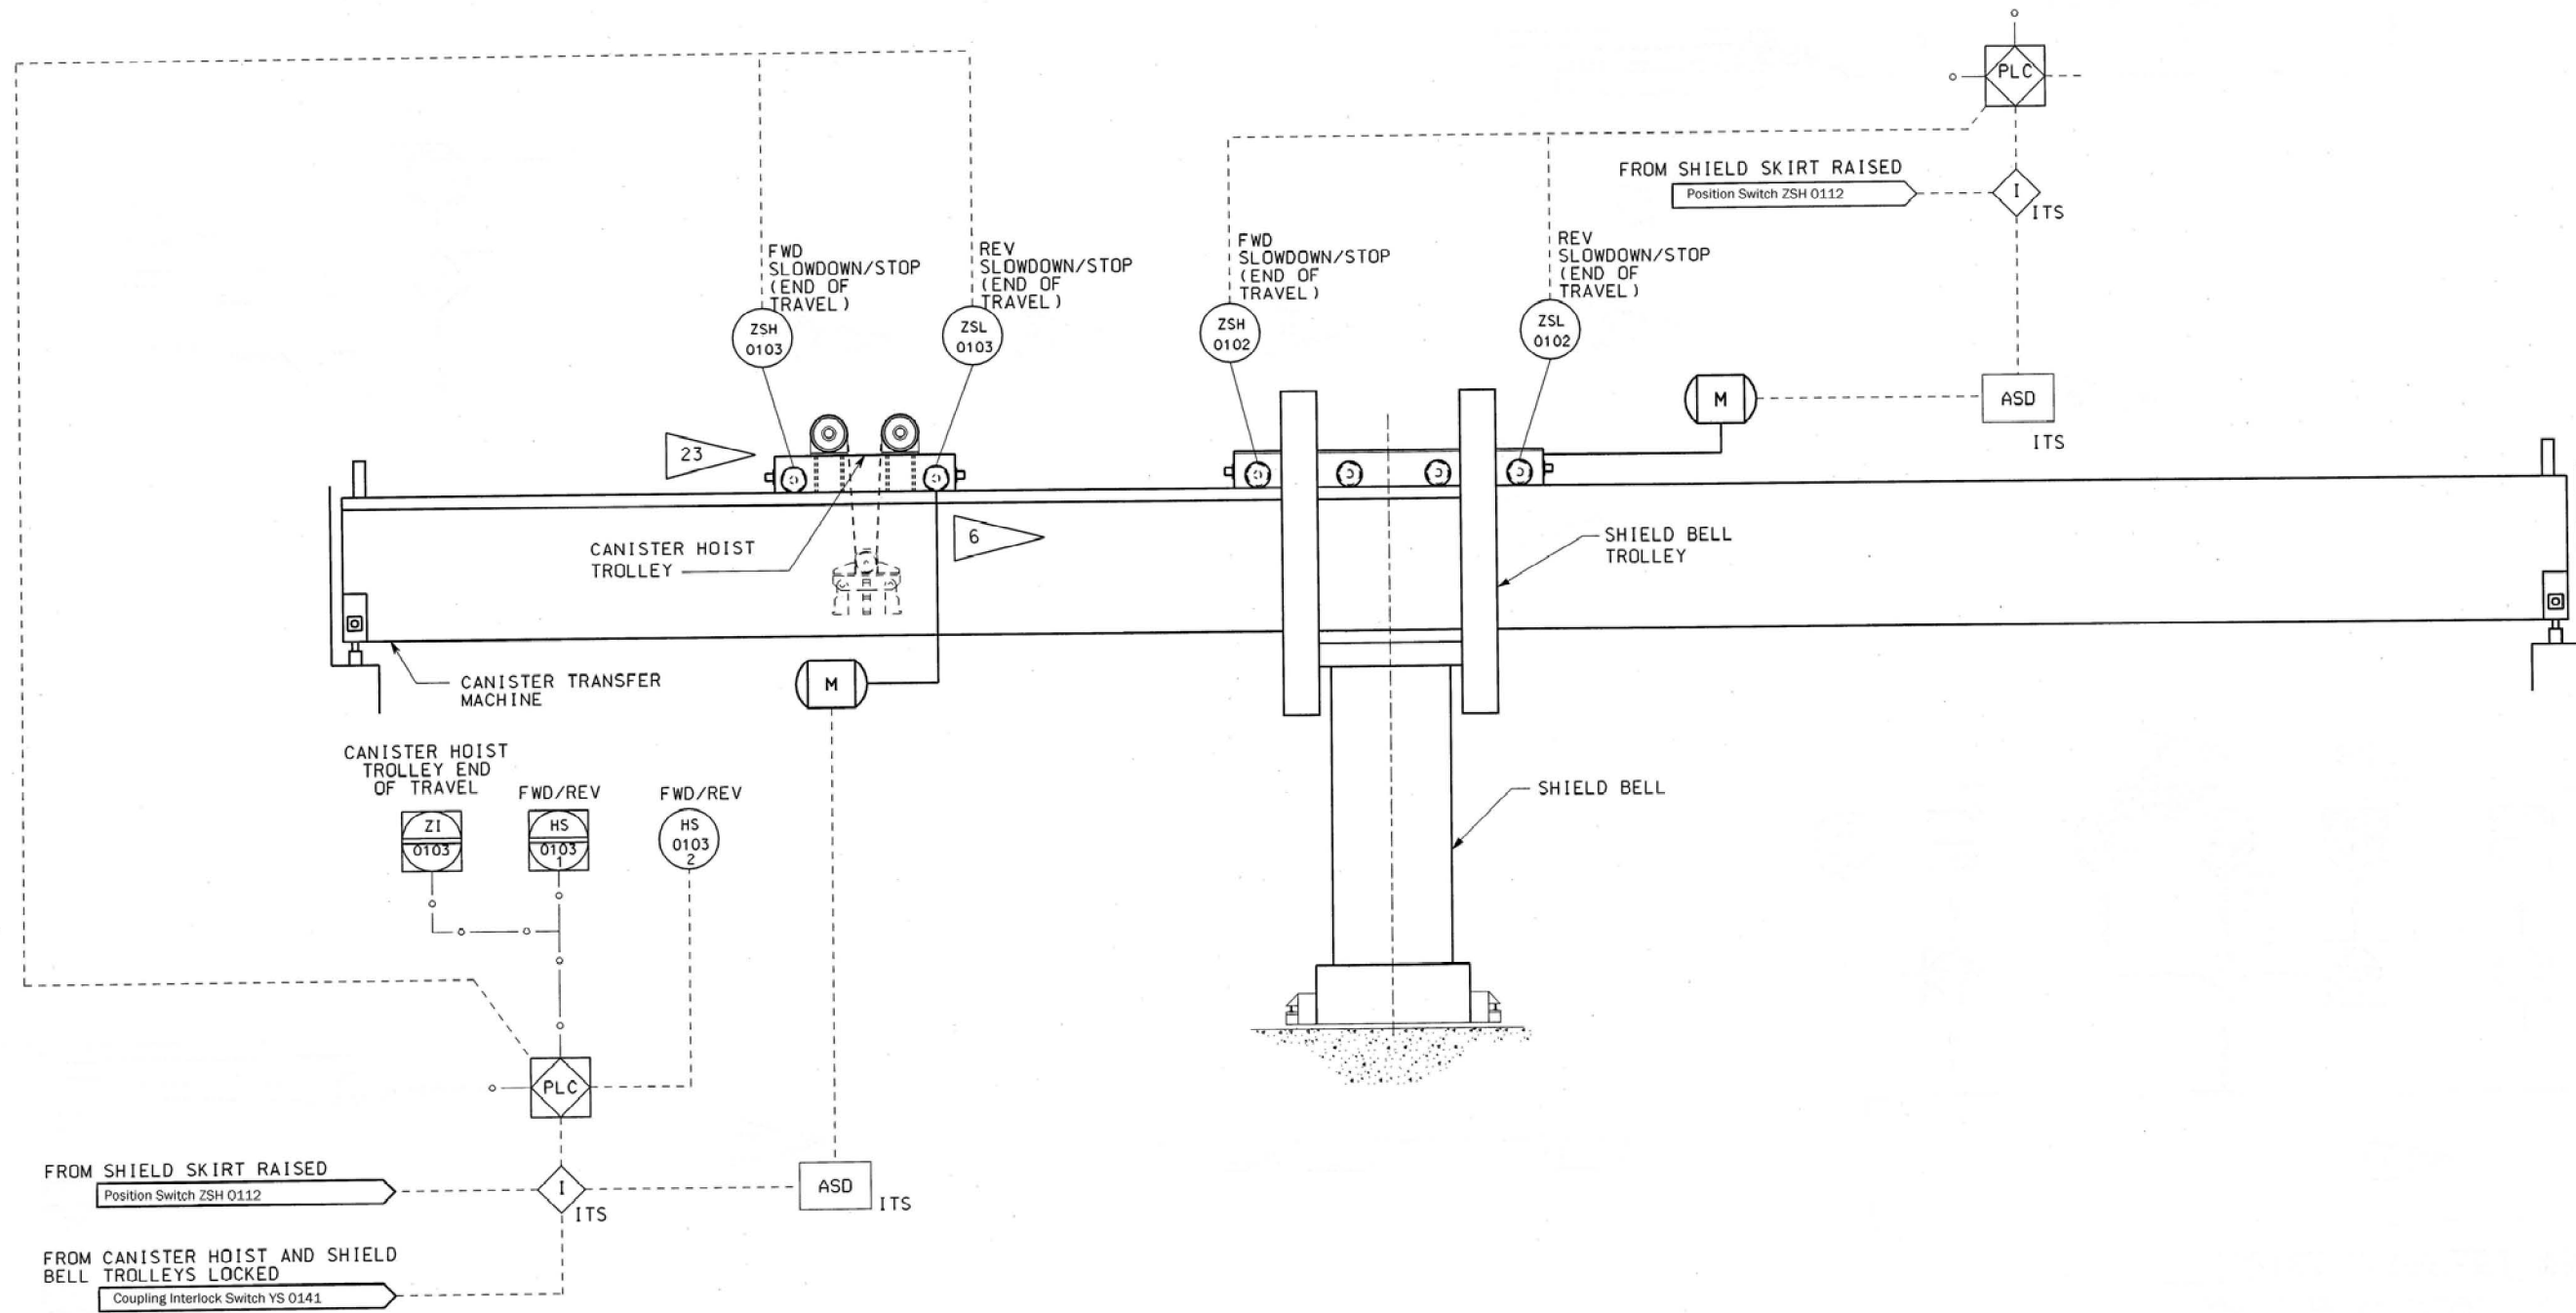 PLC
FROM SHIELD SKIRT RAISED
Position Switch ZSH 0112
I
ITS
FWD
SLOWDOWN/STOP
(END OF
TRAVEL)
REV
SLOWDOWN/STOP
(END OF
TRAVEL)
FWD
SLOWDOWN/STOP
(END OF
TRAVEL)
REV
SLOWDOWN/STOP
(END OF
TRAVEL)
ZSH
0103
ZSL
0103
ZSH
0102
ZSL
0102
M
ASD
ITS
23
6
CANISTER HOIST
TROLLEY
SHIELD BELL
TROLLEY
CANISTER TRANSFER
MACHINE
M
CANISTER HOIST
TROLLEY END
OF TRAVEL
FWD/REV
FWD/REV
ZI
0103
HS
0103
1
HS
0103
2
SHIELD BELL
PLC
FROM SHIELD SKIRT RAISED
Position Switch ZSH 0112
I
ITS
ASD
ITS
FROM CANISTER HOIST AND SHIELD
BELL TROLLEYS LOCKED
Coupling Interlock Switch YS 0141